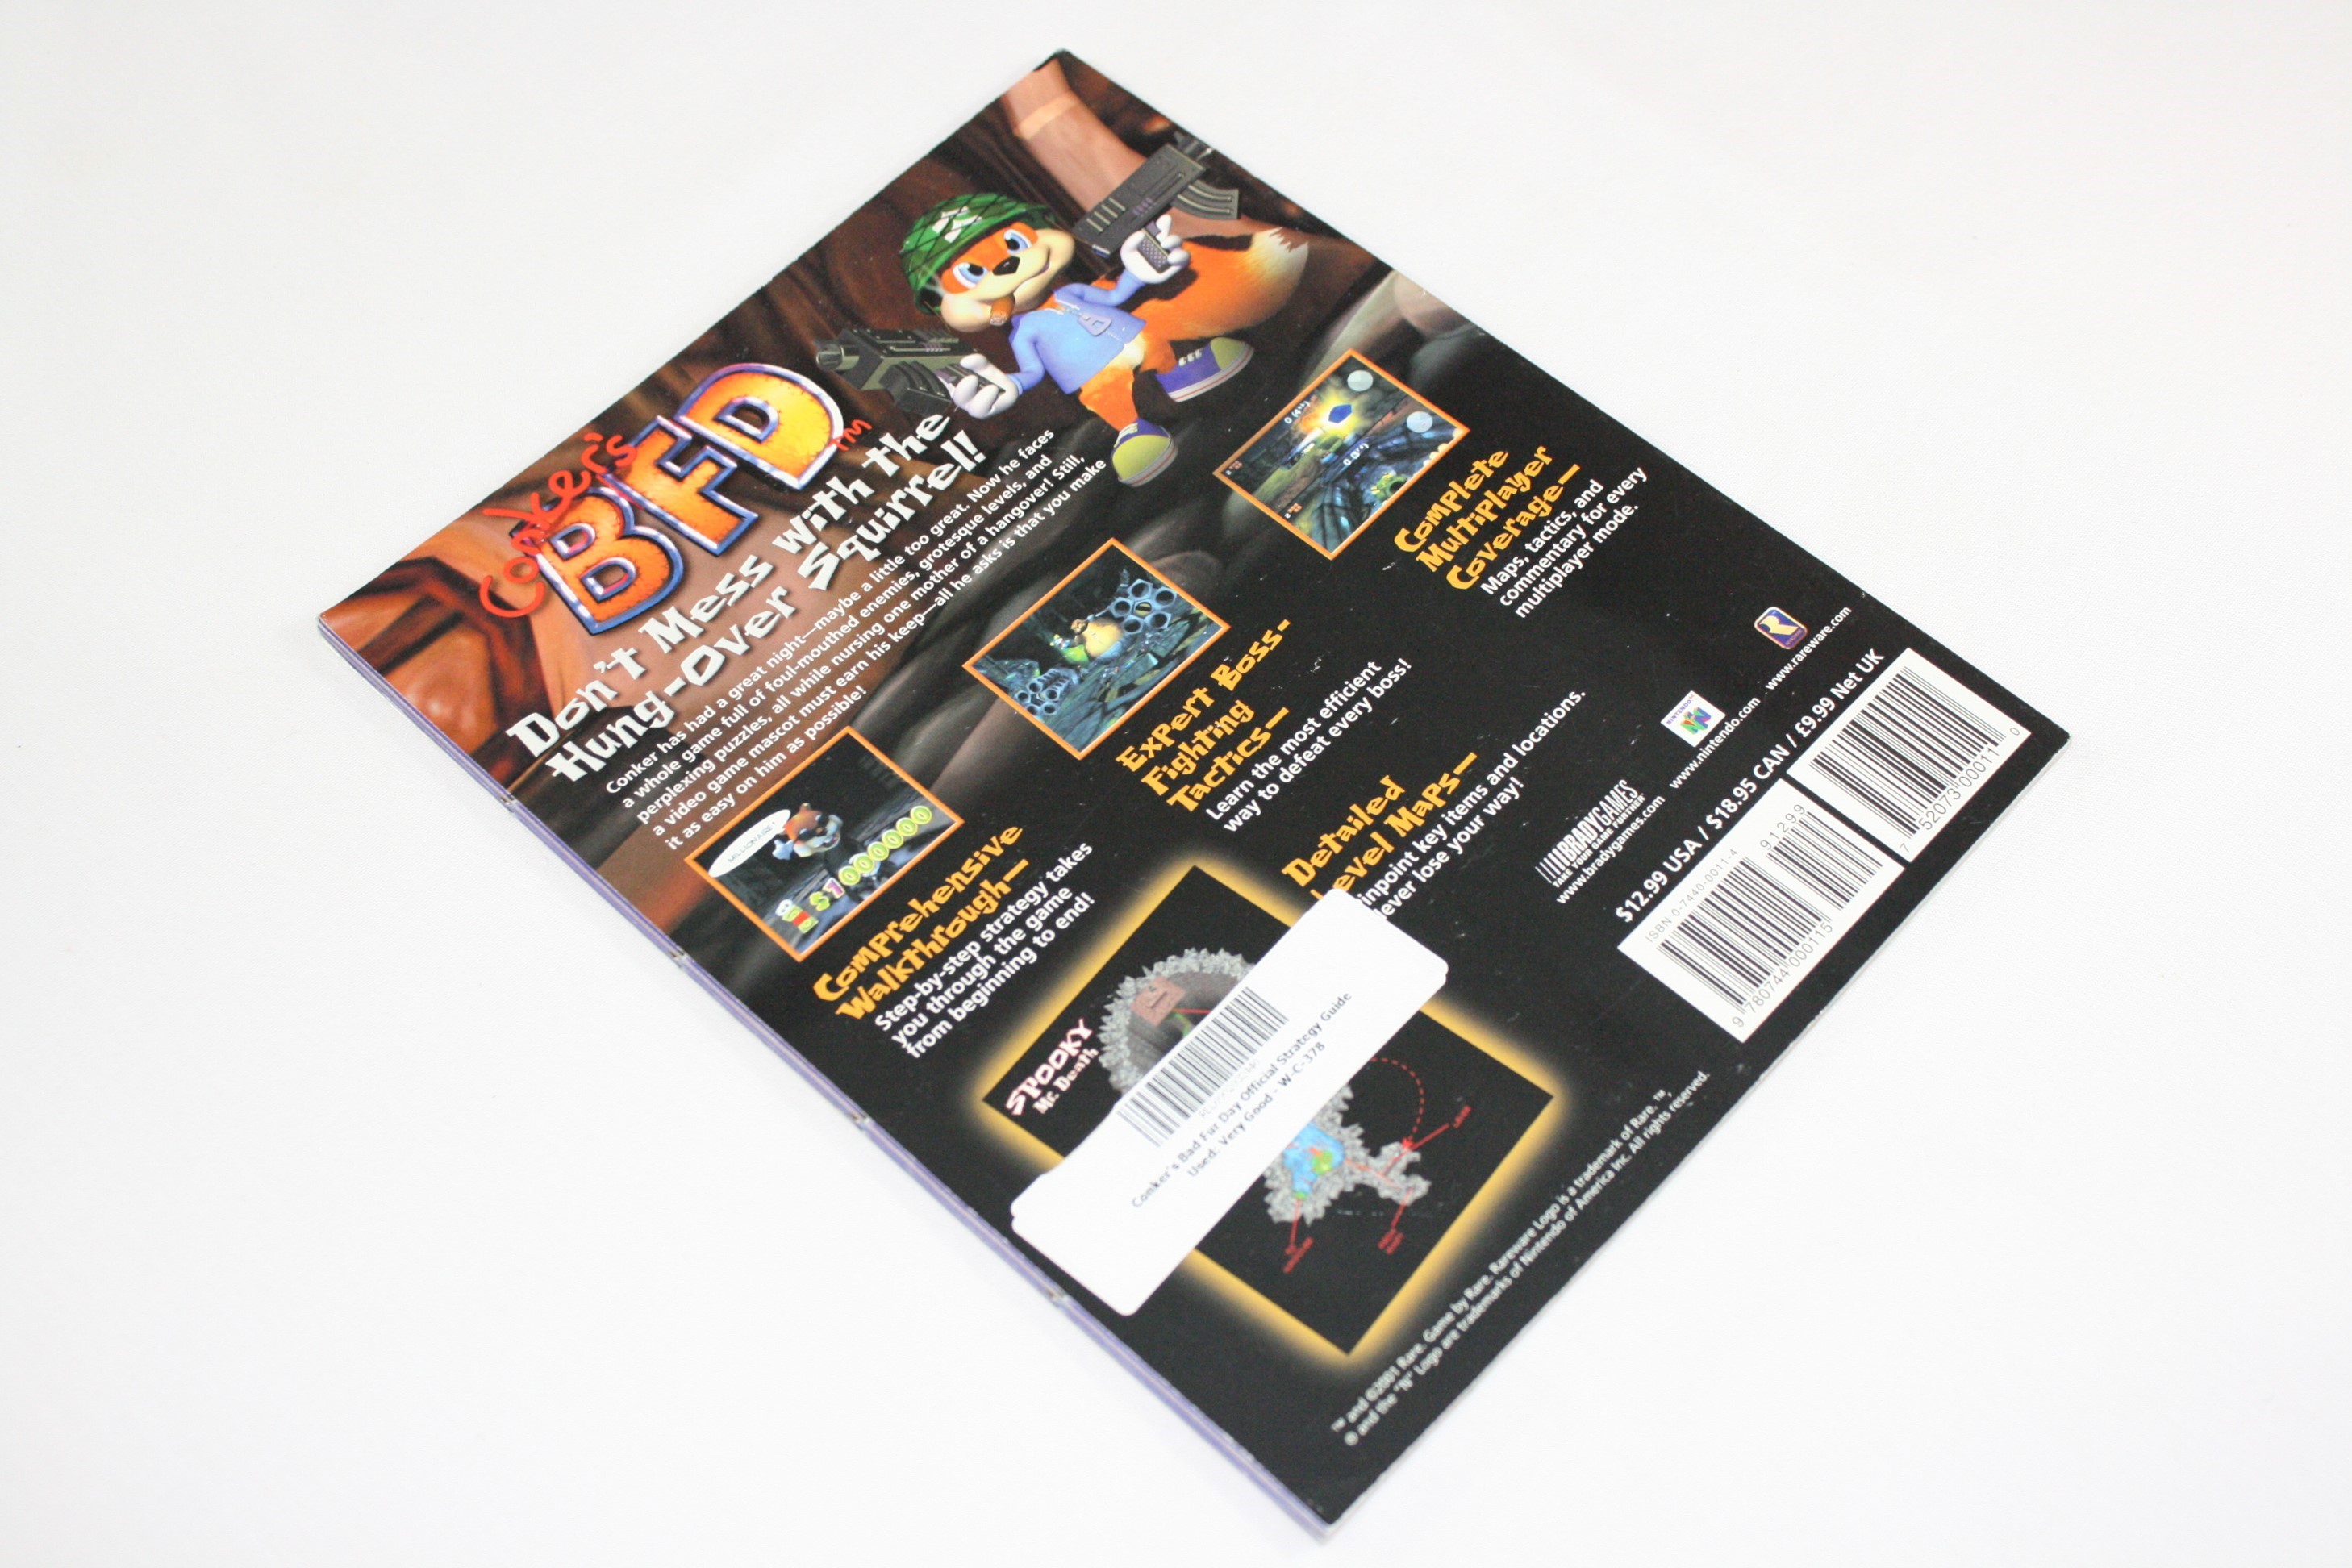 Conker's
BFD™
Don't Mess with the
Hung-Over Squirrel!
Conker has had a great night—maybe a little too great. Now he faces
a whole game full of foul-mouthed enemies, grotesque levels, and
perplexing puzzles, all while nursing one mother of a hangover! Still,
a video game mascot must earn his keep—all he asks is that you make
it as easy on him as possible!
MILLIONAIRE!
$1000000
Comprehensive
Walkthrough—
Step-by-step strategy takes
you through the game
from beginning to end!
Expert Boss-
Fighting
Tactics—
Learn the most efficient
way to defeat every boss!
Complete
Multiplayer
Coverage—
Maps, tactics, and
commentary for every
multiplayer mode.
Detailed
Level Maps—
inpoint key items and locations.
ever lose your way!
SPOOKY
Mr. Death
Conker's Bad Fur Day Official Strategy Guide
Used: Very Good - W-C-378
BRADYGAMES
TAKE YOUR GAME FURTHER
www.bradygames.com
NINTENDO
www.nintendo.com
www.rareware.com
$12.99 USA / $18.95 CAN / £9.99 Net UK
ISBN 0-7440-0011-4
91299
9 780744 000115
7 52073 00011 0
™ and ©2001 Rare. Game by Rare. Rareware Logo is a trademark of Rare. ™,
® and the "N" Logo are trademarks of Nintendo of America Inc. All rights reserved.